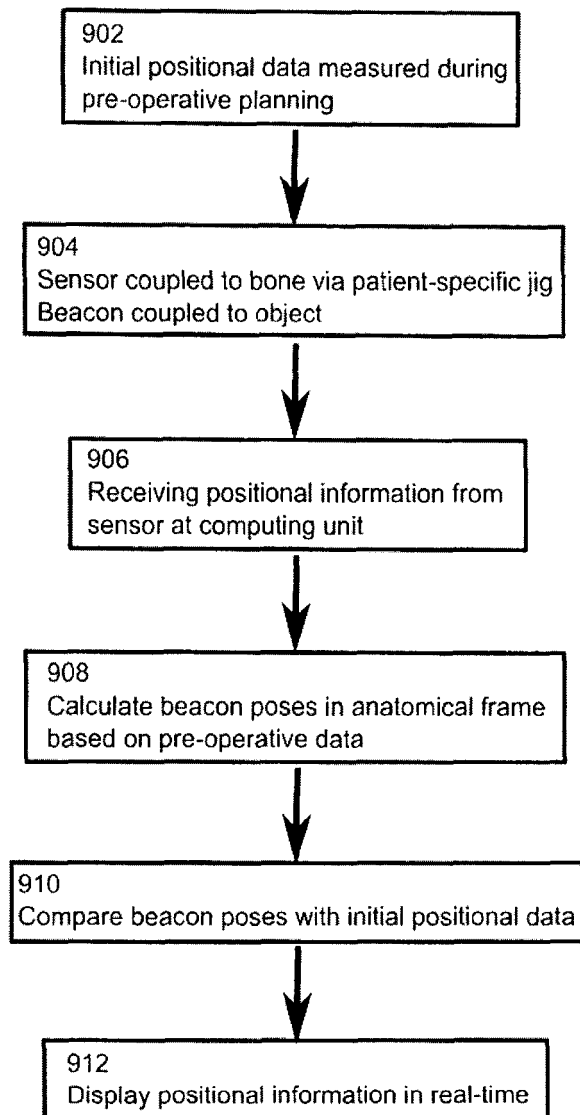 902
Initial positional data measured during
pre-operative planning
904
Sensor coupled to bone via patient-specific jig
Beacon coupled to object
906
Receiving positional information from
sensor at computing unit
908
Calculate beacon poses in anatomical frame
based on pre-operative data
910
Compare beacon poses with initial positional data
912
Display positional information in real-time